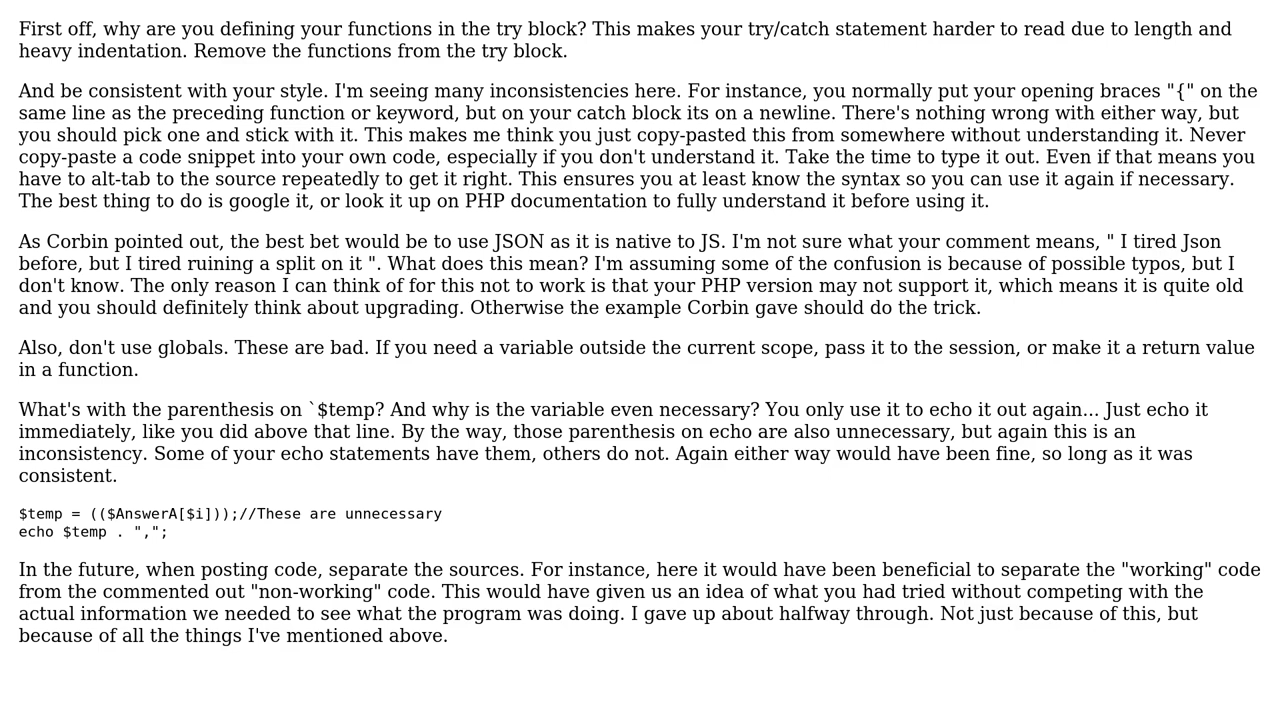 First off, why are you defining your functions in the try block? This makes your try/catch statement harder to read due to length and
heavy indentation. Remove the functions from the try block.
And be consistent with your style. I'm seeing many inconsistencies here. For instance, you normally put your opening braces "{" on the
same line as the preceding function or keyword, but on your catch block its on a newline. There's nothing wrong with either way, but
you should pick one and stick with it. This makes me think you just copy-pasted this from somewhere without understanding it. Never
copy-paste a code snippet into your own code, especially if you don't understand it. Take the time to type it out. Even if that means you
have to alt-tab to the source repeatedly to get it right. This ensures you at least know the syntax so you can use it again if necessary.
The best thing to do is google it, or look it up on PHP documentation to fully understand it before using it.
As Corbin pointed out, the best bet would be to use JSON as it is native to JS. I'm not sure what your comment means, " I tired Json
before, but I tired ruining a split on it ". What does this mean? I'm assuming some of the confusion is because of possible typos, but I
don't know. The only reason I can think of for this not to work is that your PHP version may not support it, which means it is quite old
and you should definitely think about upgrading. Otherwise the example Corbin gave should do the trick.
Also, don't use globals. These are bad. If you need a variable outside the current scope, pass it to the session, or make it a return value
in a function.
What's with the parenthesis on `$temp? And why is the variable even necessary? You only use it to echo it out again... Just echo it
immediately, like you did above that line. By the way, those parenthesis on echo are also unnecessary, but again this is an
inconsistency. Some of your echo statements have them, others do not. Again either way would have been fine, so long as it was
consistent.
$temp = (($AnswerA[$i]));//These are unnecessary
echo $temp . ",";
In the future, when posting code, separate the sources. For instance, here it would have been beneficial to separate the "working" code
from the commented out "non-working" code. This would have given us an idea of what you had tried without competing with the
actual information we needed to see what the program was doing. I gave up about halfway through. Not just because of this, but
because of all the things I've mentioned above.